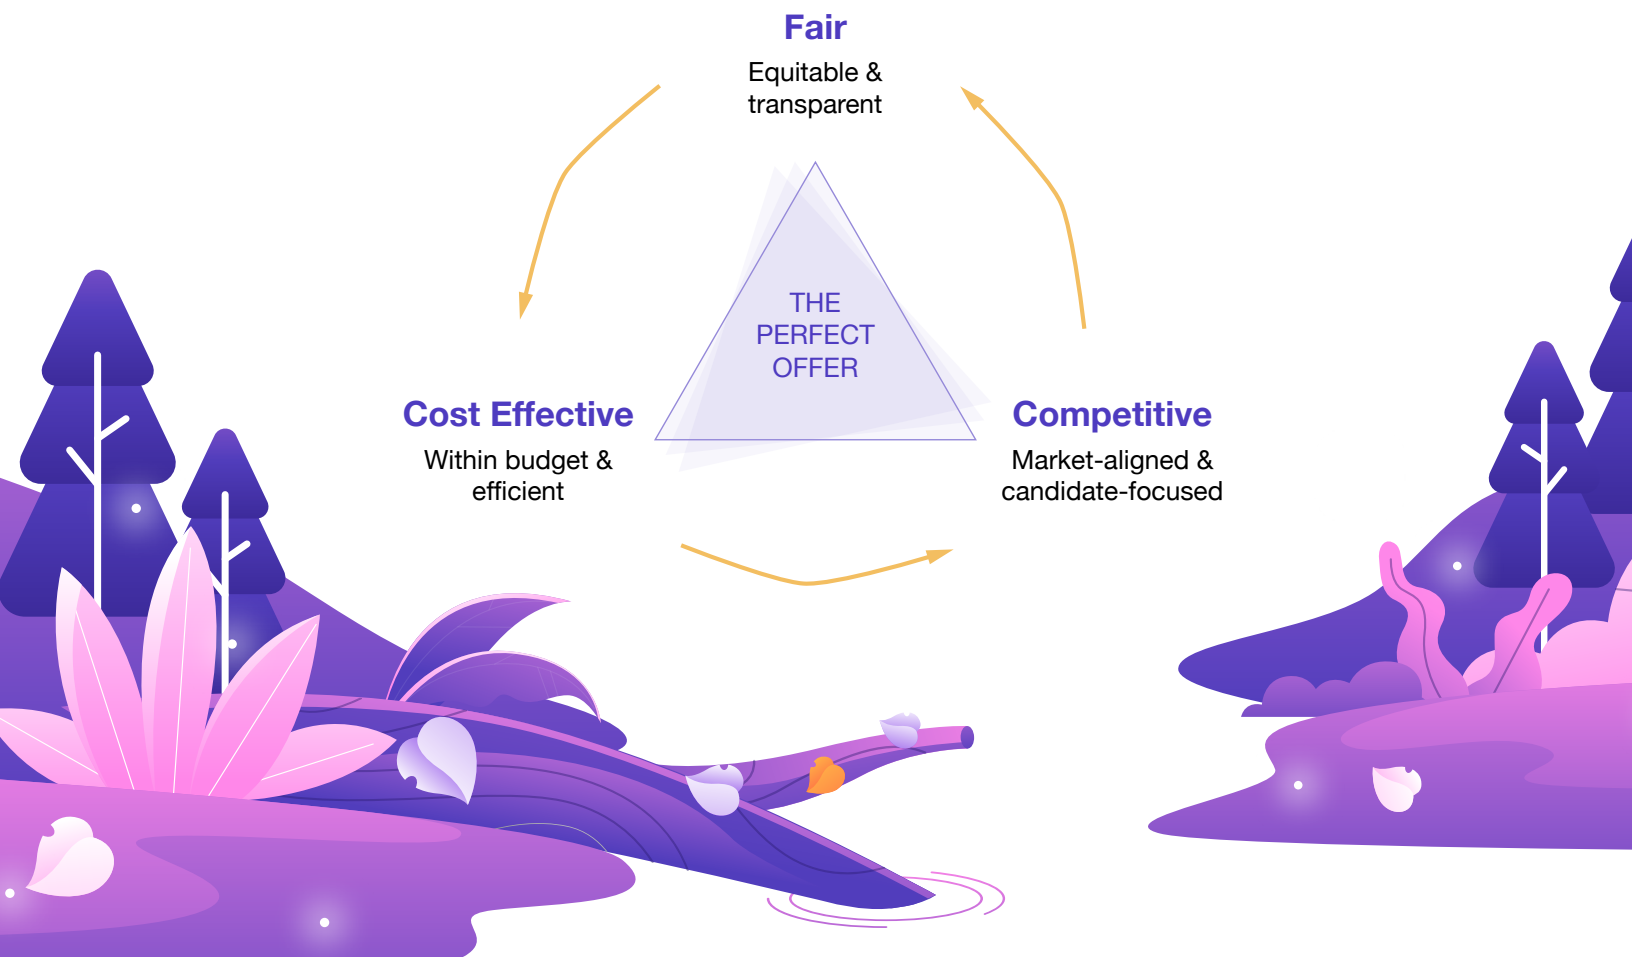 Fair
Equitable &
transparent
THE
PERFECT
OFFER
Cost Effective
Within budget &
efficient
Competitive
Market-aligned &
candidate-focused